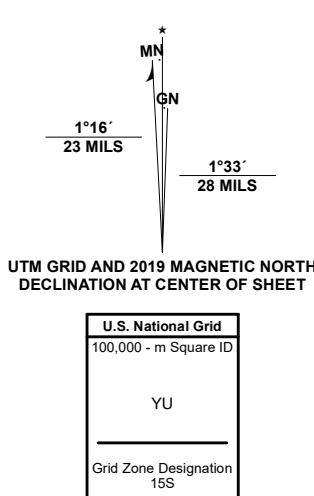 MN
GN
1°16´
23 MILS
1°33´
28 MILS
UTM GRID AND 2019 MAGNETIC NORTH
DECLINATION AT CENTER OF SHEET
U.S. National Grid
100,000 - m Square ID
YU
Grid Zone Designation
15S